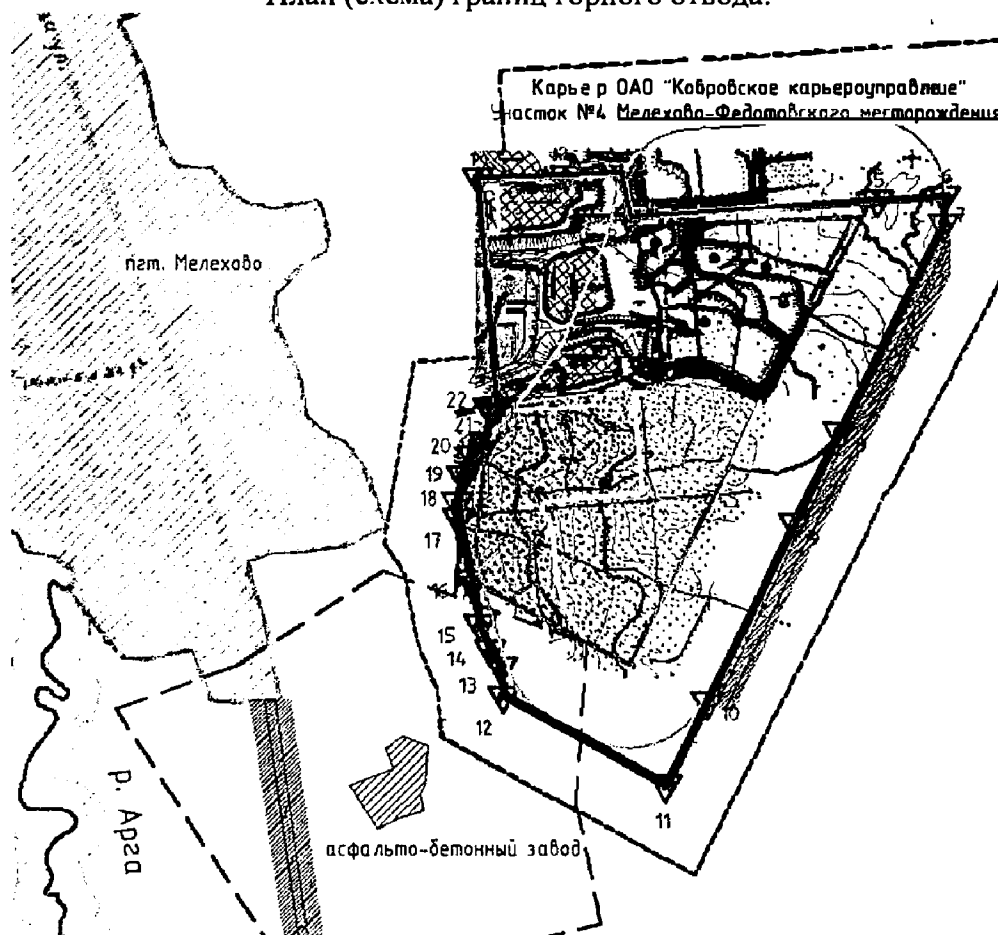 План (схема) границ горного отвода.
Карьер ОАО "Ковровское карьероуправление"
Участок №4 Мелехово-Федотовского месторождения
5
6
7
пгт. Мелехово
22
21
20
19
18
17
16
15
14
13
12
10
11
р. Арга
асфальто-бетонный завод